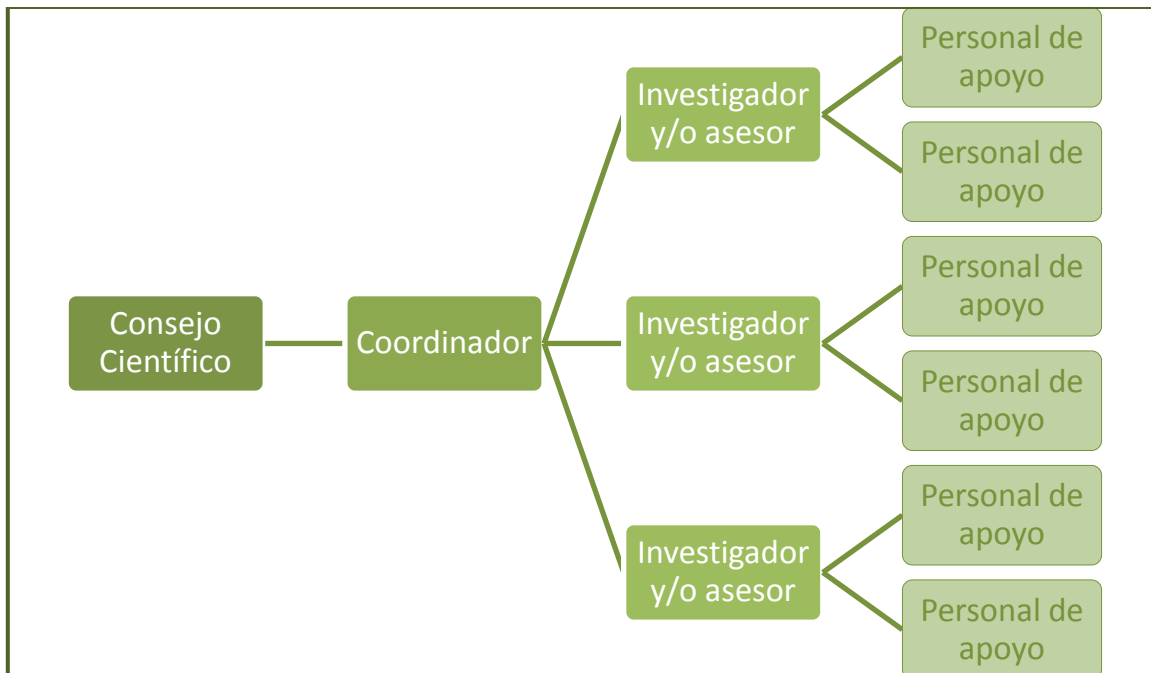 Consejo
Científico
Coordinador
Investigador
y/o asesor
Personal de
apoyo
Personal de
apoyo
Investigador
y/o asesor
Personal de
apoyo
Personal de
apoyo
Investigador
y/o asesor
Personal de
apoyo
Personal de
apoyo